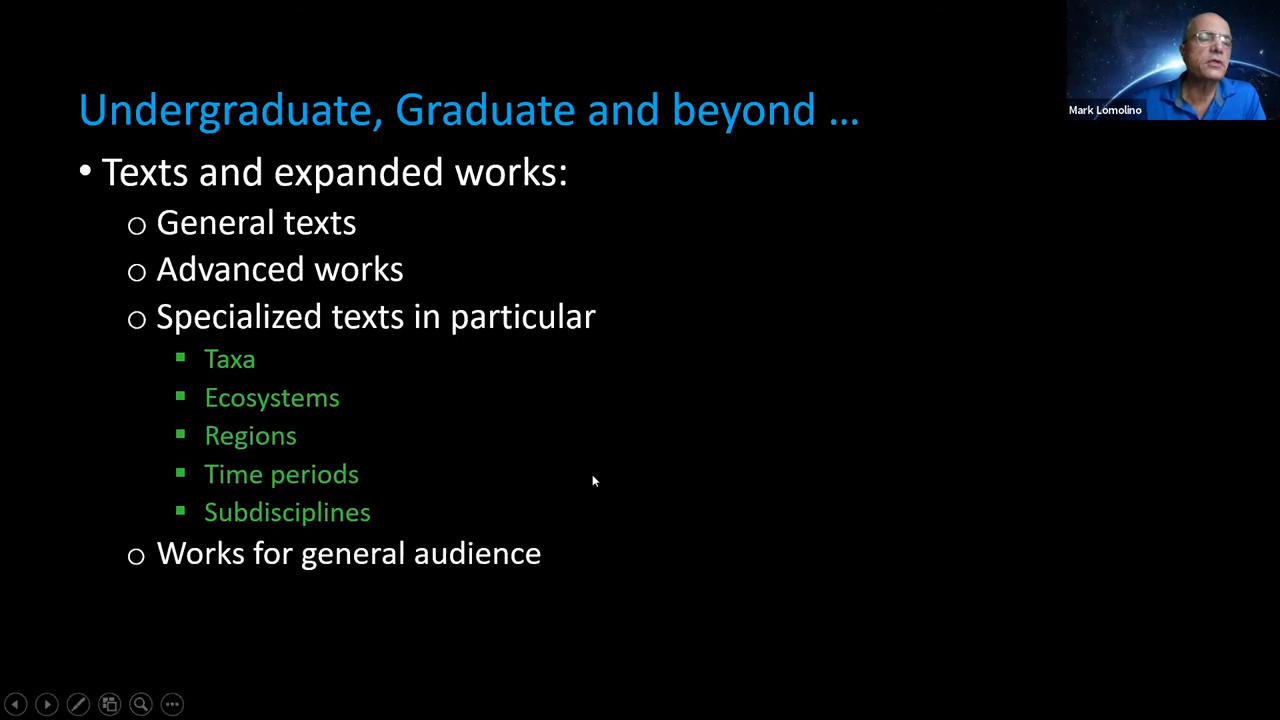 Undergraduate, Graduate and beyond ...
Mark Lomolino
• Texts and expanded works:
o General texts
o Advanced works
o Specialized texts in particular
▪ Taxa
▪ Ecosystems
▪ Regions
▪ Time periods
▪ Subdisciplines
o Works for general audience